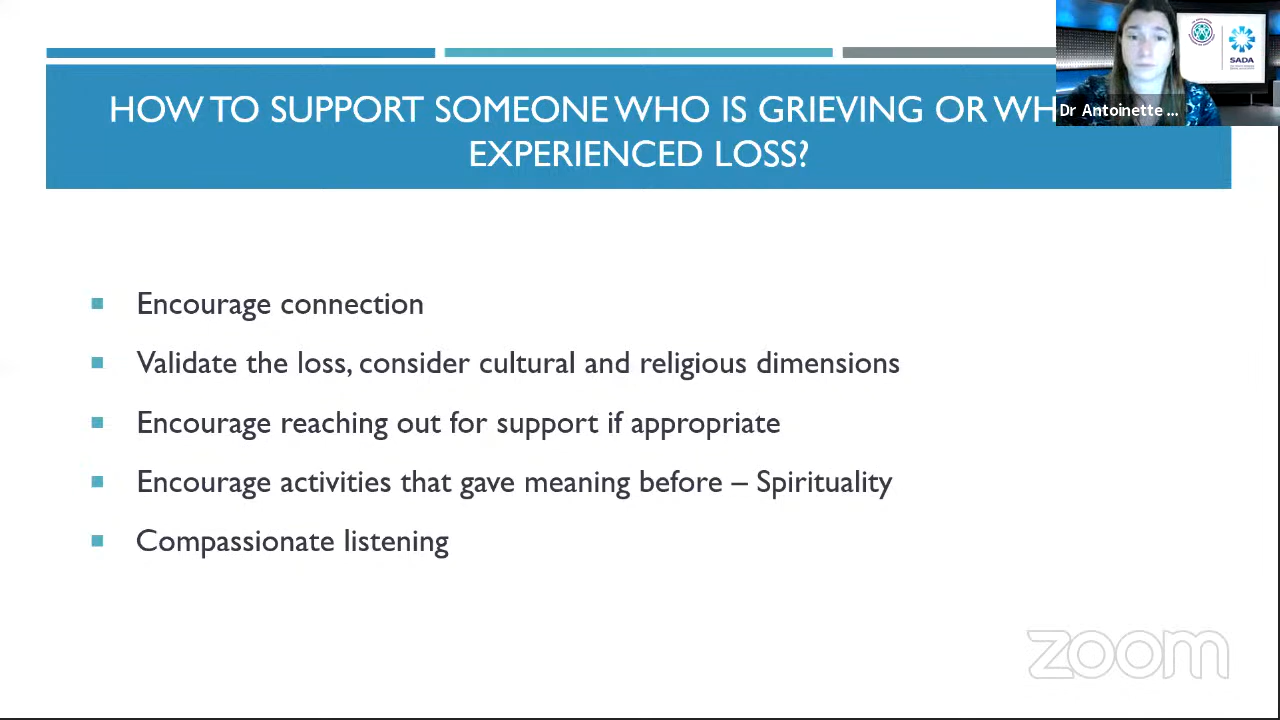 HOW TO SUPPORT SOMEONE WHO IS GRIEVING OR WH
EXPERIENCED LOSS?
Dr Antoinette ...
SADA
Encourage connection
Validate the loss, consider cultural and religious dimensions
Encourage reaching out for support if appropriate
Encourage activities that gave meaning before – Spirituality
Compassionate listening
zoom